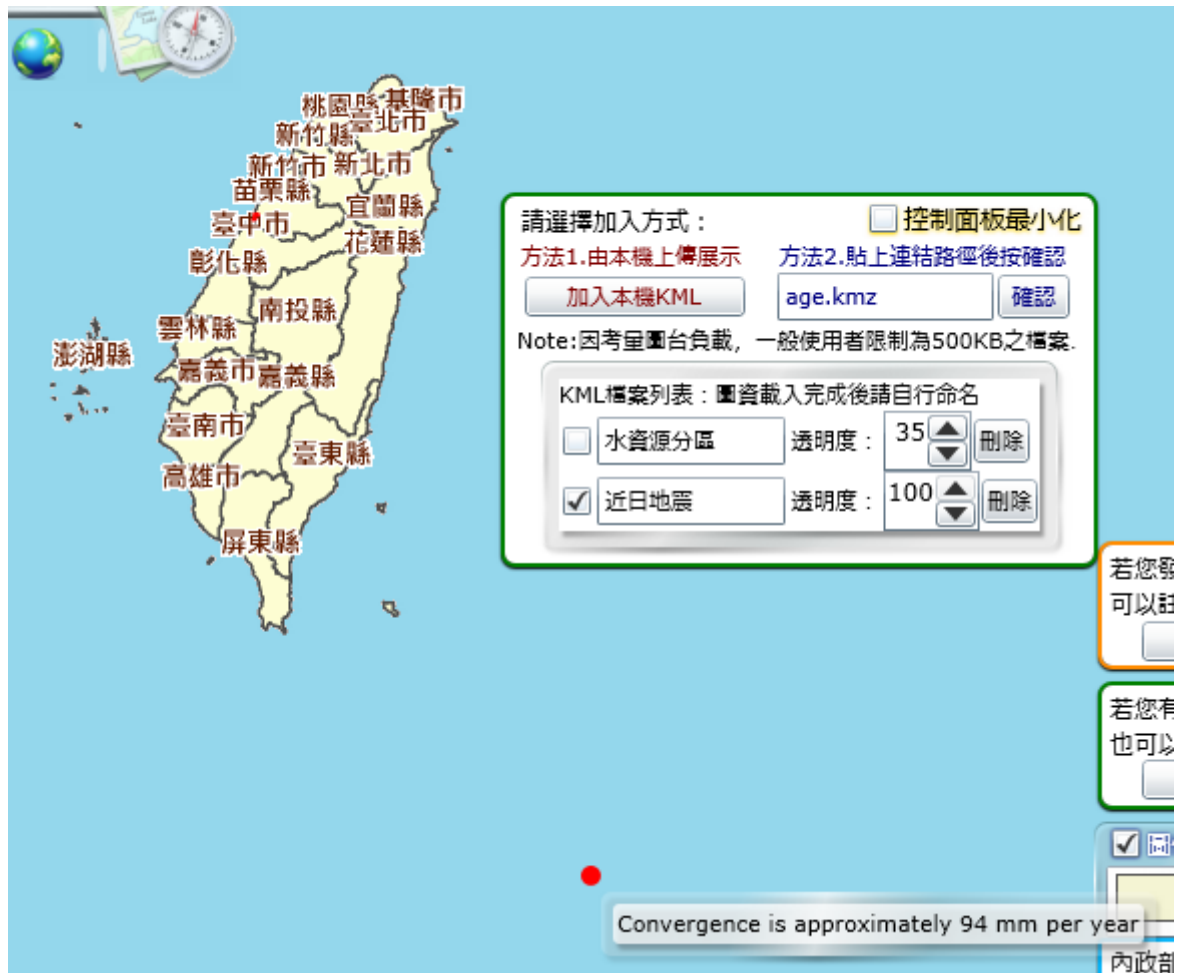 桃園縣
基隆市
臺北市
新竹縣
新竹市
新北市
苗栗縣
宜蘭縣
臺中市
花蓮縣
彰化縣
南投縣
雲林縣
澎湖縣
嘉義市
嘉義縣
臺南市
臺東縣
高雄市
屏東縣
請選擇加入方式：
控制面板最小化
方法1.由本機上傳展示
方法2.貼上連結路徑後按確認
加入本機KML
age.kmz
確認
Note:因考量圖台負載，一般使用者限制為500KB之檔案.
KML檔案列表：圖資載入完成後請自行命名
水資源分區 透明度： 35 刪除
近日地震 透明度： 100 刪除
若您發
可以註
若您有
也可以
Convergence is approximately 94 mm per year
內政部